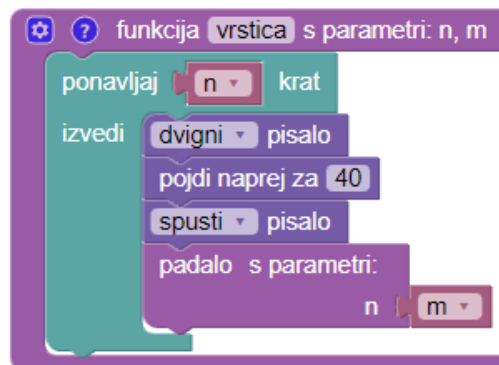 ? funkcija vrstica s parametri: n, m
ponavljaj n krat
izvedi dvigni pisalo
pojdi naprej za 40
spusti pisalo
padalo s parametri:
n m